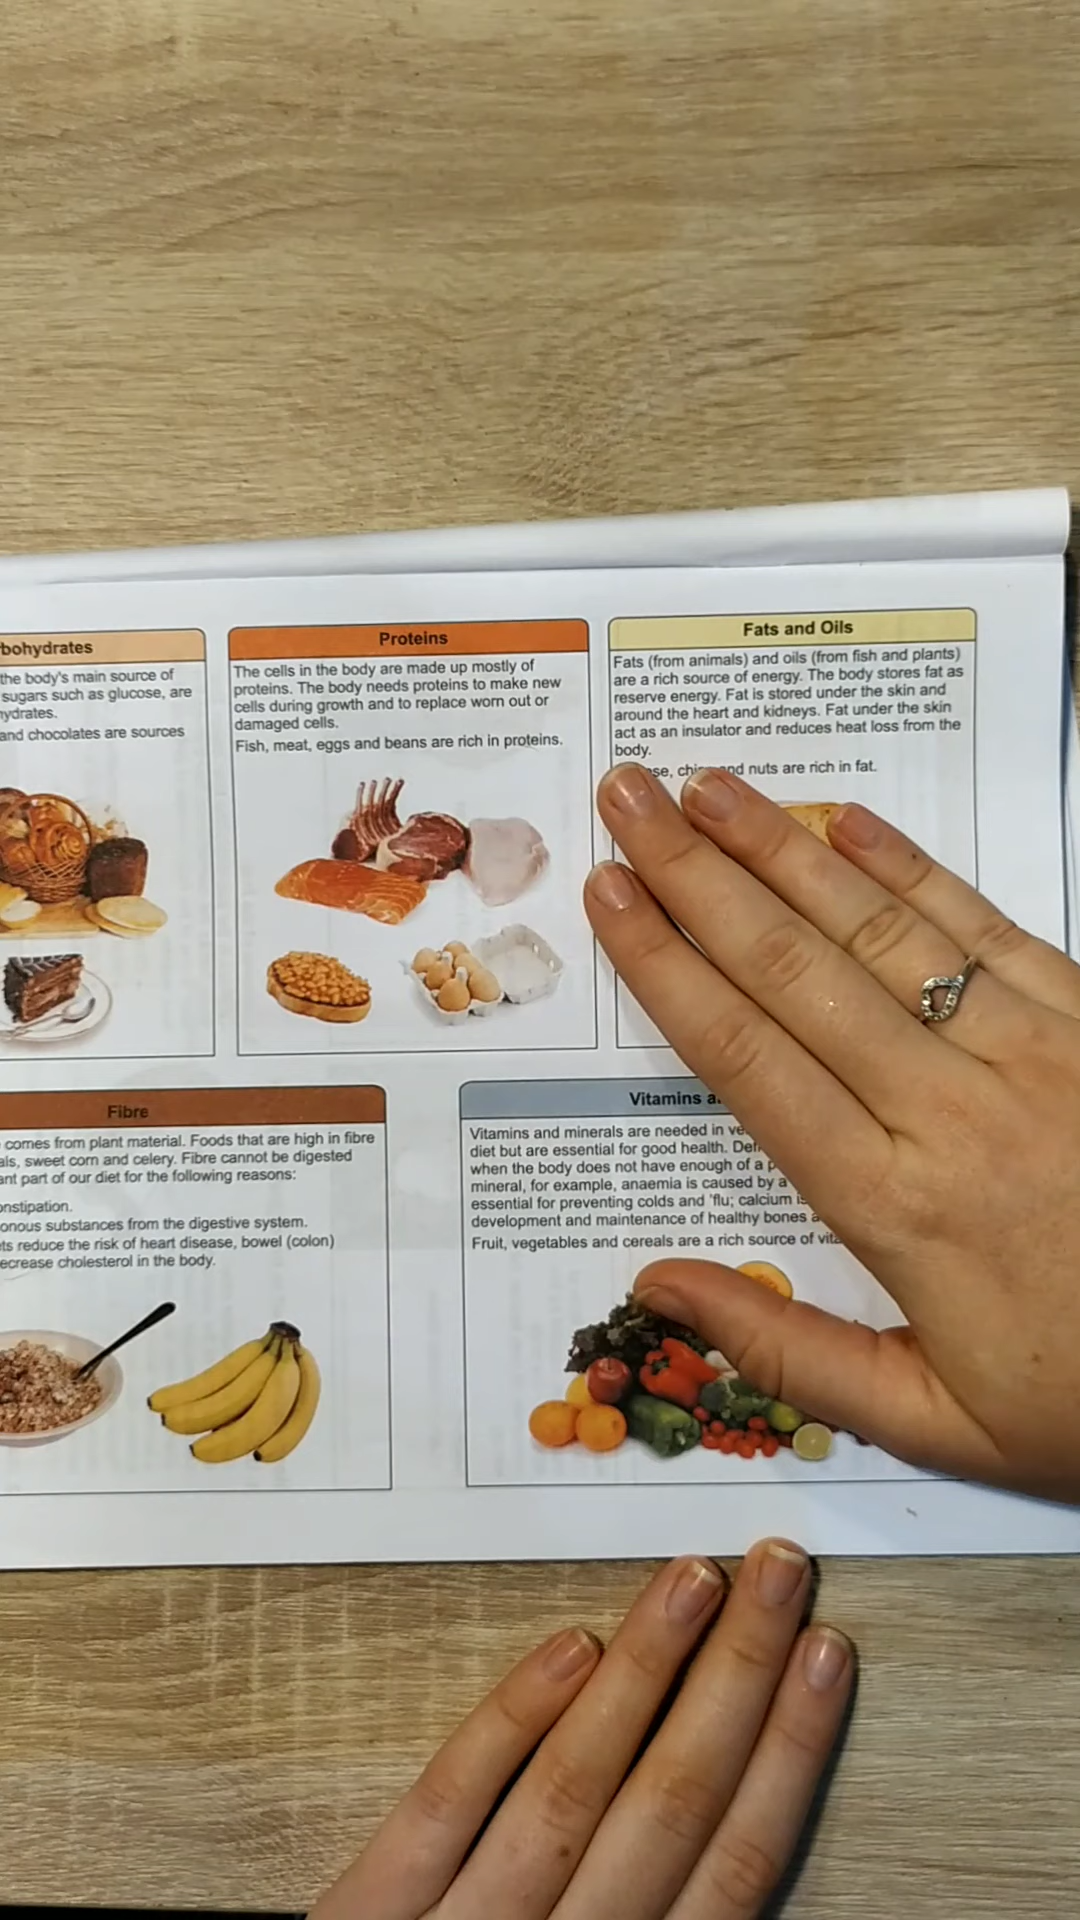 Proteins
The cells in the body are made up mostly of
proteins. The body needs proteins to make new
cells during growth and to replace worn out or
damaged cells.
Fish, meat, eggs and beans are rich in proteins.
Fats and Oils
Fats (from animals) and oils (from fish and plants)
are a rich source of energy. The body stores fat as
reserve energy. Fat is stored under the skin and
around the heart and kidneys. Fat under the skin
act as an insulator and reduces heat loss from the
body.
and nuts are rich in fat.
the body's main source of
sugars such as glucose, are
and chocolates are sources
Fibre
comes from plant material. Foods that are high in fibre
sweet corn and celery. Fibre cannot be digested
part of our diet for the following reasons:
substances from the digestive system.
reduce the risk of heart disease, bowel (colon)
cholesterol in the body.
Vitamins
Vitamins and minerals are needed in
diet but are essential for good health.
when the body does not have enough of a
mineral, for example, anaemia is caused by a
essential for preventing colds and 'flu; calcium
development and maintenance of healthy bones
Fruit, vegetables and cereals are a rich source of